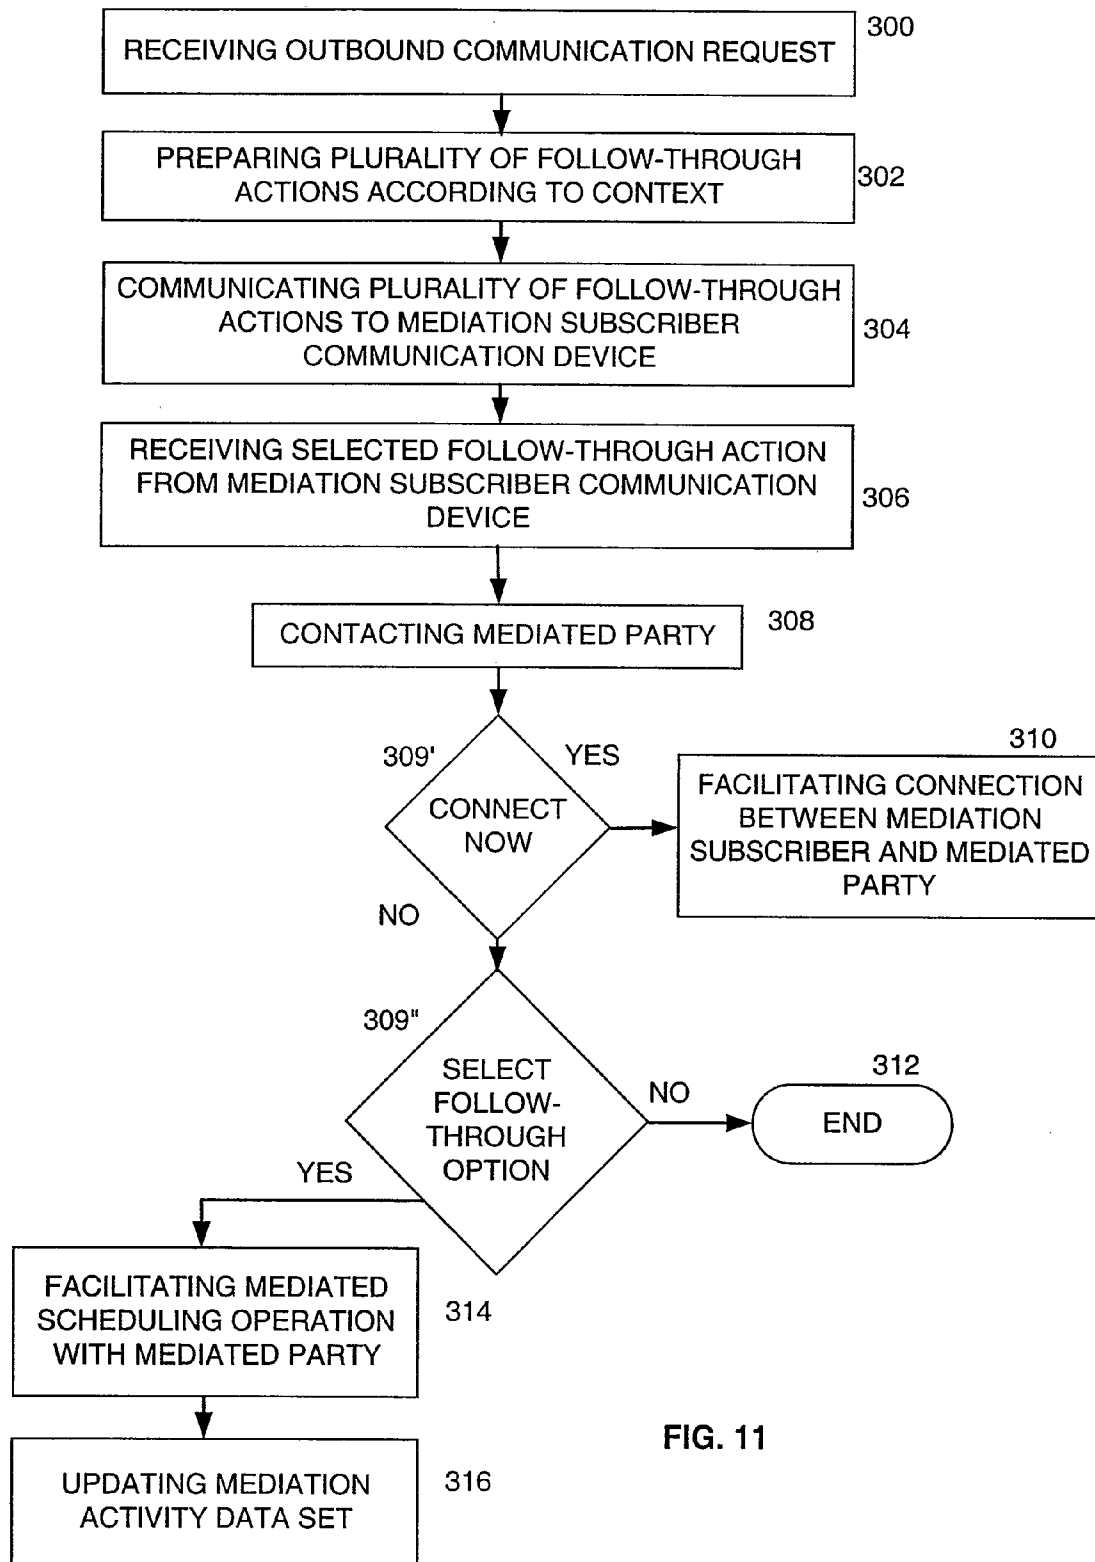 300
RECEIVING OUTBOUND COMMUNICATION REQUEST
PREPARING PLURALITY OF FOLLOW-THROUGH
ACTIONS ACCORDING TO CONTEXT
302
COMMUNICATING PLURALITY OF FOLLOW-THROUGH
ACTIONS TO MEDIATION SUBSCRIBER
COMMUNICATION DEVICE
304
RECEIVING SELECTED FOLLOW-THROUGH ACTION
FROM MEDIATION SUBSCRIBER COMMUNICATION
DEVICE
306
CONTACTING MEDIATED PARTY
308
309'
CONNECT
NOW
YES
NO
310
FACILITATING CONNECTION
BETWEEN MEDIATION
SUBSCRIBER AND MEDIATED
PARTY
309"
SELECT
FOLLOW-
THROUGH
OPTION
NO
312
END
YES
FACILITATING MEDIATED
SCHEDULING OPERATION
WITH MEDIATED PARTY
314
UPDATING MEDIATION
ACTIVITY DATA SET
316
FIG. 11